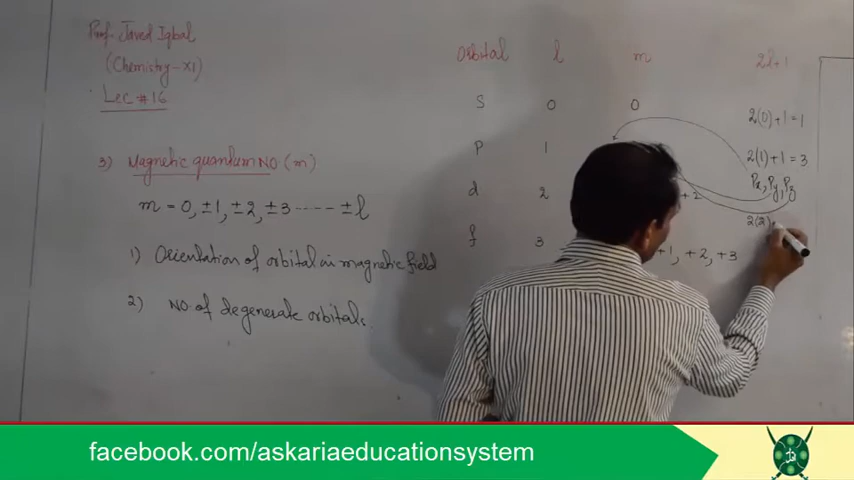 Prof. Javed Iqbal
(Chemistry-XI)
Lec # 16
3) Magnetic quantum NO (m)
m = 0, ±1, ±2, ±3 ----- ±l
1) Orientation of orbital in magnetic field
2) NO. of degenerate orbitals.
Orbital l m 2l+1
S 0 0 2(0)+1=1
P 1 2(1)+1=3
Px, Py, Pz
d 2 +2 2(2)
f 3 +1, +2, +3
facebook.com/askariaeducationsystem